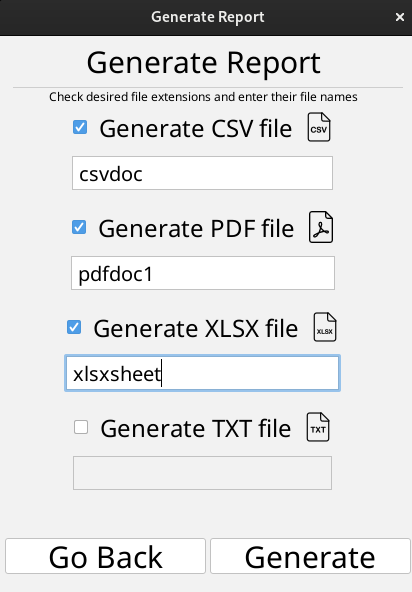 Generate Report
Generate Report
Check desired file extensions and enter their file names
Generate CSV file CSV
csvdoc
Generate PDF file
pdfdoc1
Generate XLSX file XLSX
xlsxsheet
Generate TXT file TXT
Go Back Generate